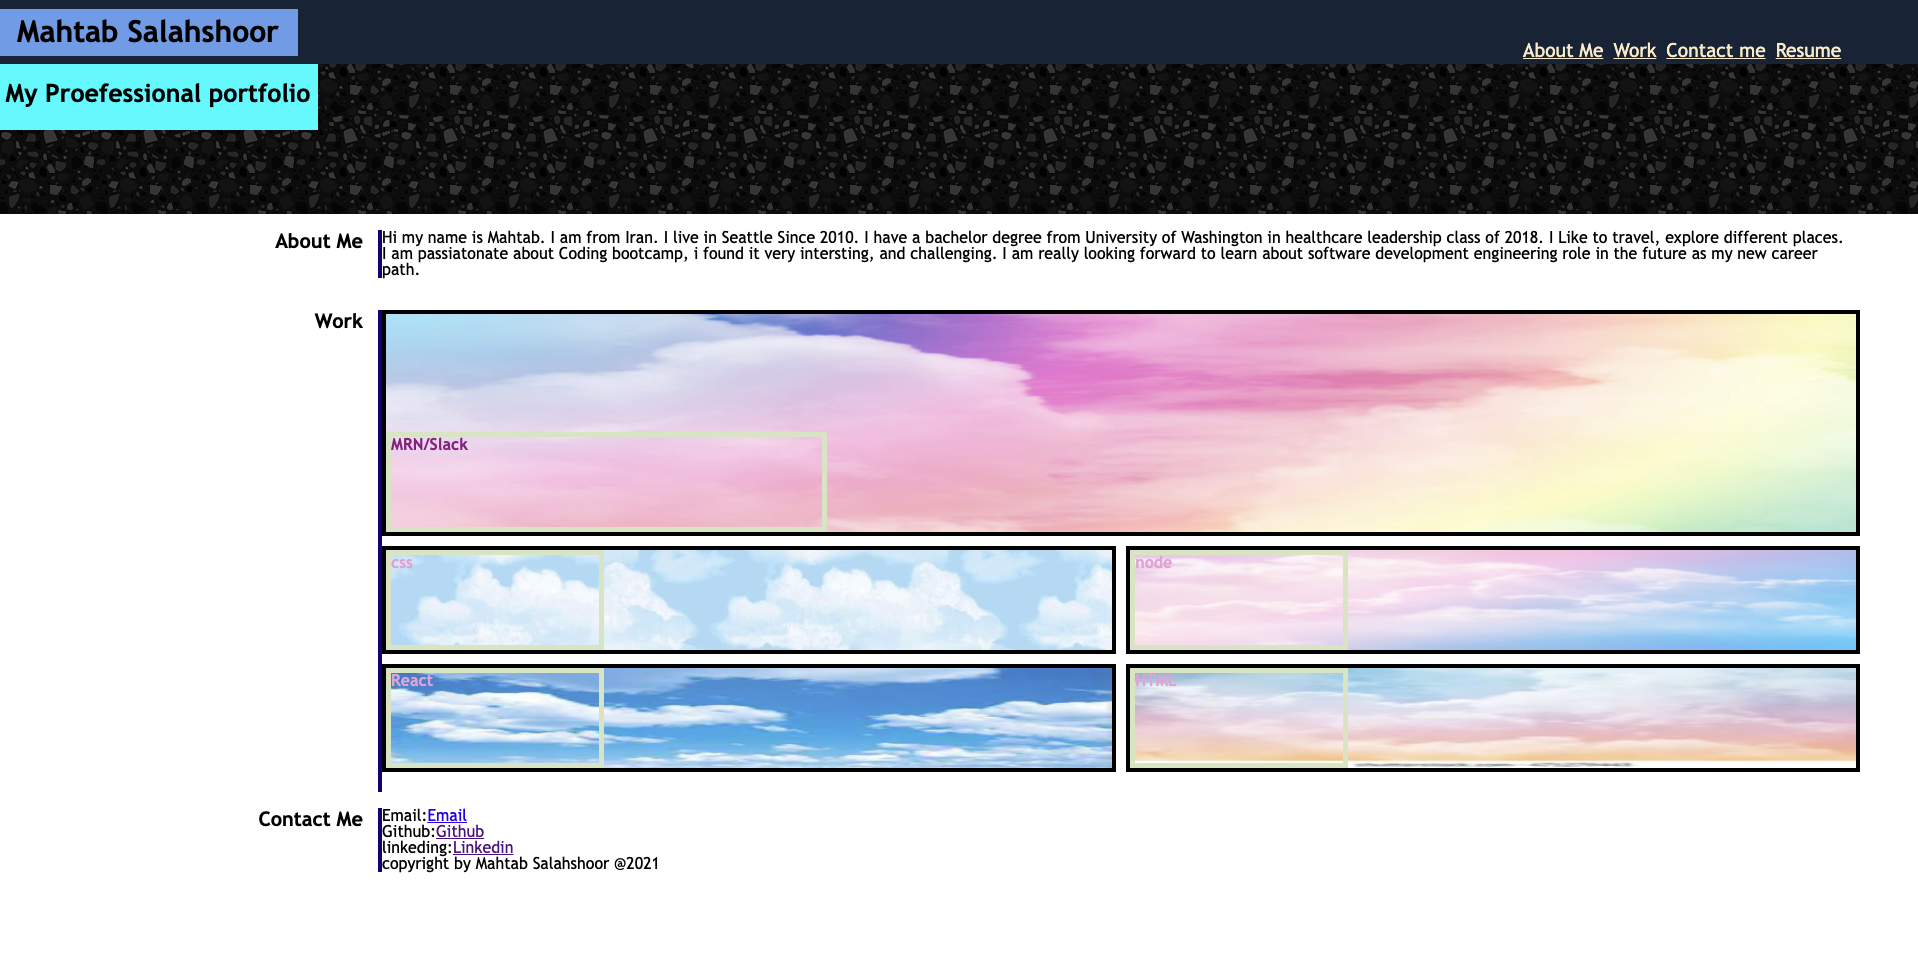 Mahtab Salahshoor
About Me Work Contact me Resume
My Proefessional portfolio
About Me
Hi my name is Mahtab. I am from Iran. I live in Seattle Since 2010. I have a bachelor degree from University of Washington in healthcare leadership class of 2018. I Like to travel, explore different places.
I am passiatonate about Coding bootcamp, i found it very intersting, and challenging. I am really looking forward to learn about software development engineering role in the future as my new career
path.
Work
MRN/Slack
css
node
React
HTML
Contact Me
Email:Email
Github:Github
linkeding:Linkedin
copyright by Mahtab Salahshoor @2021